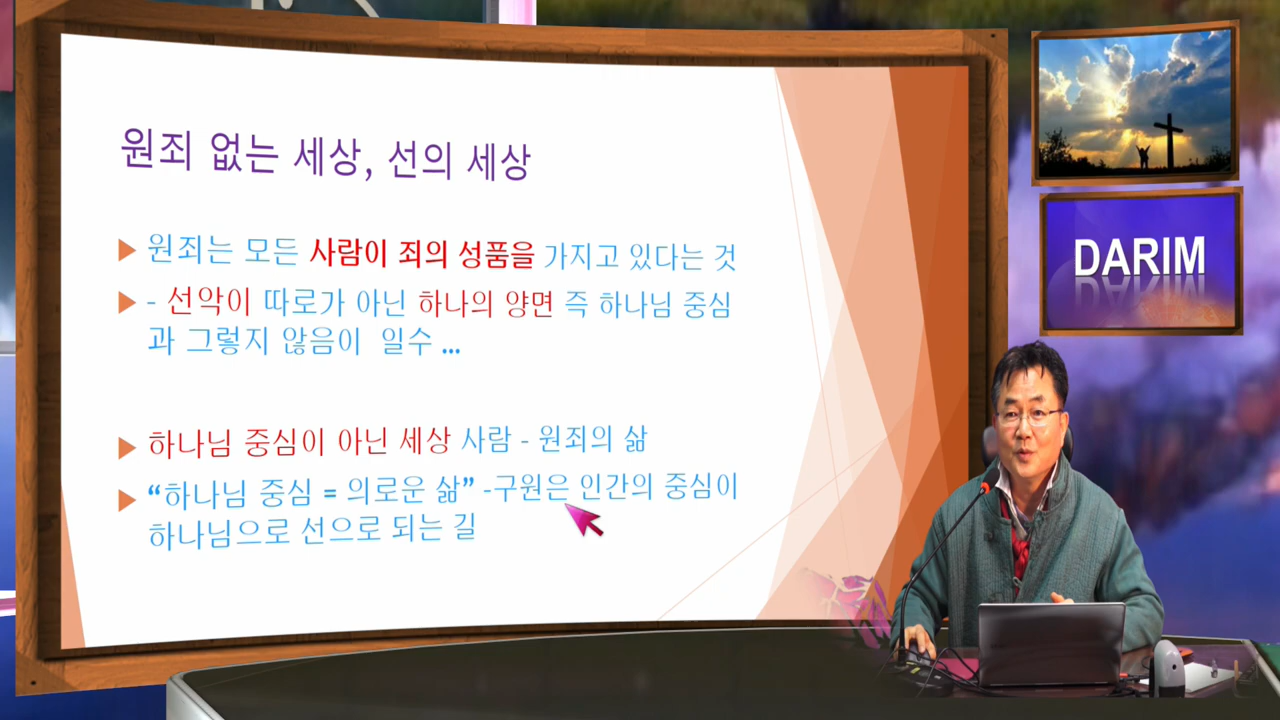 원죄 없는 세상, 선의 세상
원죄는 모든 사람이 죄의 성품을 가지고 있다는 것
- 선악이 따로가 아닌 하나의 양면 즉 하나님 중심
과 그렇지 않음이 일수 ...
하나님 중심이 아닌 세상 사람 - 원죄의 삶
“하나님 중심 = 의로운 삶” -구원은 인간의 중심이
하나님으로 선으로 되는 길
DARIM